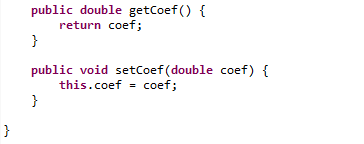 public double getCoef() {
    return coef;
}
public void setCoef(double coef) {
    this.coef = coef;
}
}